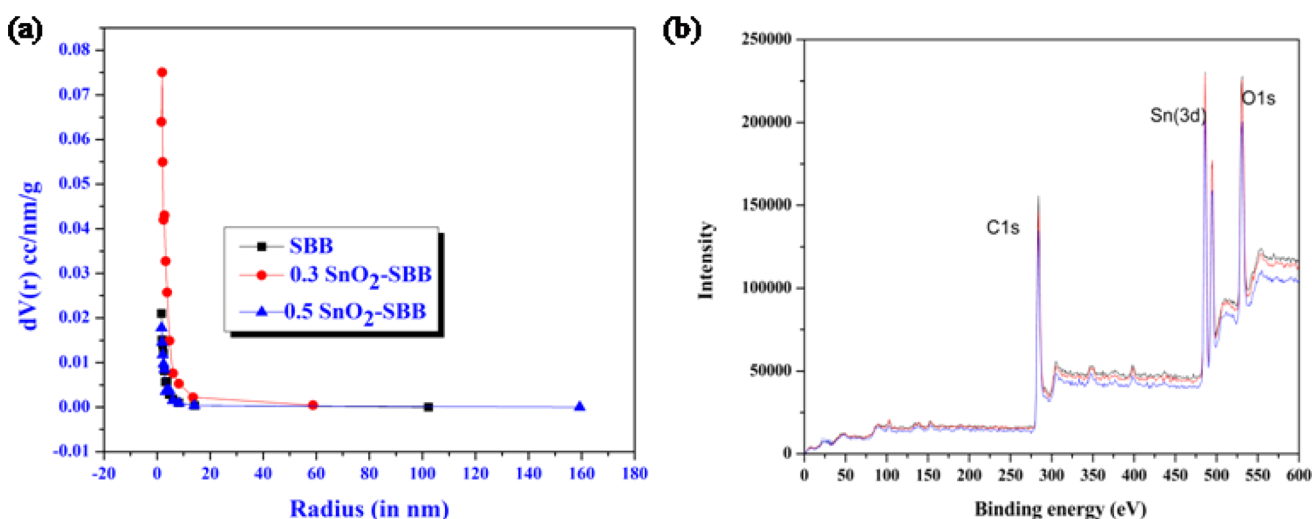 (a)
0.08
0.07
0.06
0.05
0.04
0.03
0.02
0.01
0.00
-0.01
dV(r) cc/nm/g
-20 0 20 40 60 80 100 120 140 160 180
Radius (in nm)
SBB
0.3 SnO₂-SBB
0.5 SnO₂-SBB
(b)
250000
200000
150000
100000
50000
0
Intensity
0 50 100 150 200 250 300 350 400 450 500 550 600
Binding energy (eV)
C1s
Sn(3d)
O1s